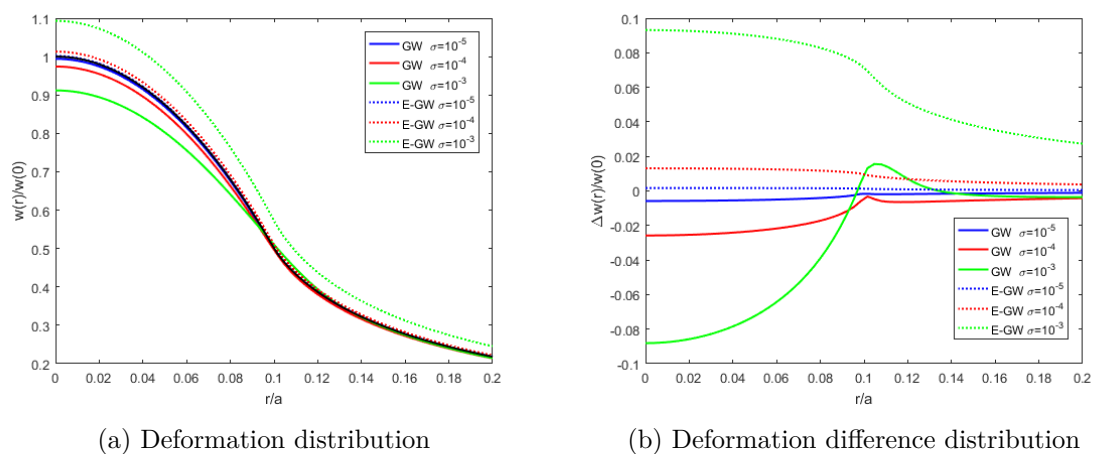 1.1
1
0.9
0.8
0.7
0.6
0.5
0.4
0.3
0.2
w(r)/w(0)
0 0.02 0.04 0.06 0.08 0.1 0.12 0.14 0.16 0.18 0.2
r/a
GW σ=10⁻⁵
GW σ=10⁻⁴
GW σ=10⁻³
E-GW σ=10⁻⁵
E-GW σ=10⁻⁴
E-GW σ=10⁻³
(a) Deformation distribution
0.1
0.08
0.06
0.04
0.02
0
-0.02
-0.04
-0.06
-0.08
-0.1
Δw(r)/w(0)
0 0.02 0.04 0.06 0.08 0.1 0.12 0.14 0.16 0.18 0.2
r/a
GW σ=10⁻⁵
GW σ=10⁻⁴
GW σ=10⁻³
E-GW σ=10⁻⁵
E-GW σ=10⁻⁴
E-GW σ=10⁻³
(b) Deformation difference distribution